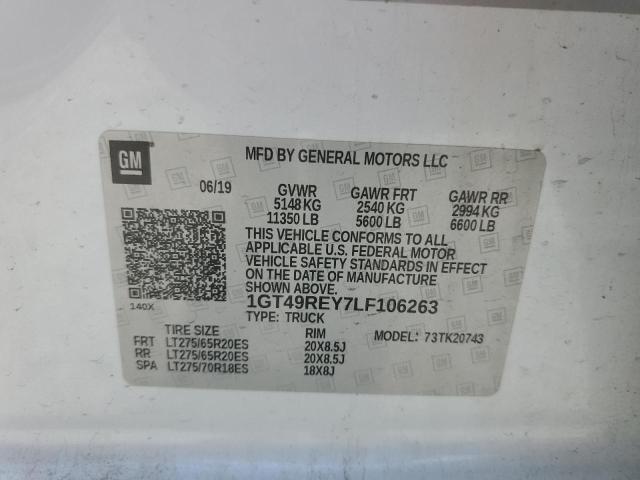 GM
MFD BY GENERAL MOTORS LLC
06/19 GVWR GAWR FRT GAWR RR
5148 KG 2540 KG 2994 KG
11350 LB 5600 LB 6600 LB
THIS VEHICLE CONFORMS TO ALL
APPLICABLE U.S. FEDERAL MOTOR
VEHICLE SAFETY STANDARDS IN EFFECT
ON THE DATE OF MANUFACTURE
SHOWN ABOVE.
140X
1GT49REY7LF106263
TYPE: TRUCK
TIRE SIZE RIM MODEL: 73TK20743
FRT LT275/65R20ES 20X8.5J
RR LT275/65R20ES 20X8.5J
SPA LT275/70R18ES 18X8J